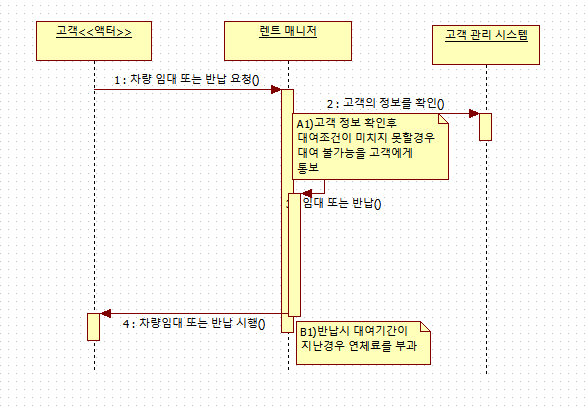 고객<<액터>>
렌트 매니저
고객 관리 시스템
1 : 차량 임대 또는 반납 요청()
2 : 고객의 정보를 확인()
A1)고객 정보 확인후
대여조건이 미치지 못할경우
대여 불가능을 고객에게
통보
3 : 임대 또는 반납()
4 : 차량임대 또는 반납 시행()
B1)반납시 대여기간이
지난경우 연체료를 부과